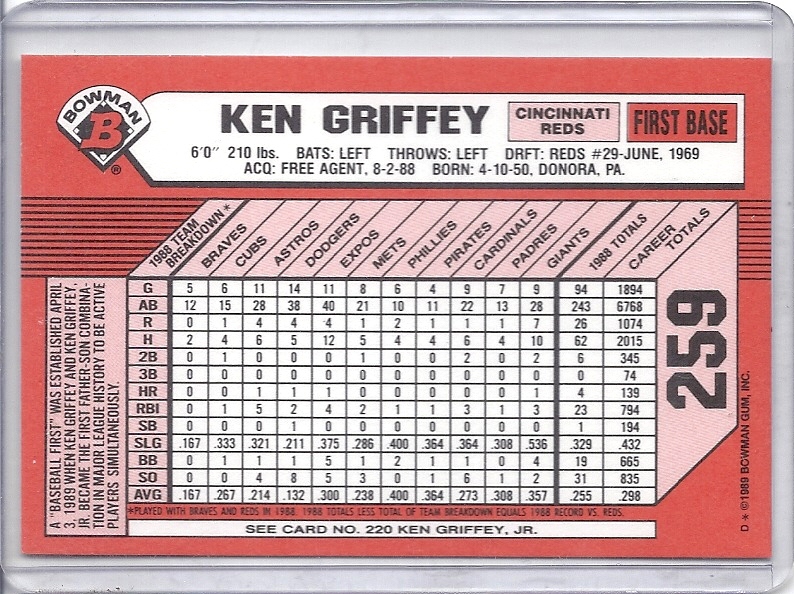 BOWMAN
B
®
KEN GRIFFEY
CINCINNATI
REDS
FIRST BASE
6'0" 210 lbs. BATS: LEFT THROWS: LEFT DRFT: REDS #29-JUNE, 1969
ACQ: FREE AGENT, 8-2-88 BORN: 4-10-50, DONORA, PA.
1988 TEAM
BREAKDOWN*
BRAVES CUBS ASTROS DODGERS EXPOS METS PHILLIES PIRATES CARDINALS PADRES GIANTS 1988 TOTALS CAREER TOTALS
G 5 6 11 14 11 8 6 4 9 7 9 94 1894
AB 12 15 28 38 40 21 10 11 22 13 28 243 6768
R 0 1 4 4 4 1 2 1 1 1 7 26 1074
H 2 4 6 5 12 5 4 4 6 4 10 62 2015
2B 0 1 0 0 0 1 0 0 2 0 2 6 345
3B 0 0 0 0 0 0 0 0 0 0 0 0 74
HR 0 0 1 1 1 0 0 0 0 0 1 4 139
RBI 0 1 5 2 4 2 1 1 3 1 3 23 794
SB 0 0 0 1 0 0 0 0 0 0 0 1 194
SLG .167 .333 .321 .211 .375 .286 .400 .364 .364 .308 .536 .329 .432
BB 0 1 1 1 5 1 2 1 1 0 4 19 665
SO 0 0 4 8 5 3 0 1 6 1 2 31 835
AVG .167 .267 .214 .132 .300 .238 .400 .364 .273 .308 .357 .255 .298
*PLAYED WITH BRAVES AND REDS IN 1988. 1988 TOTALS LESS TOTAL OF TEAM BREAKDOWN EQUALS 1988 RECORD VS. REDS.
SEE CARD NO. 220 KEN GRIFFEY, JR.
A "BASEBALL FIRST" WAS ESTABLISHED APRIL
3, 1989 WHEN KEN GRIFFEY AND KEN GRIFFEY,
JR. BECAME THE FIRST FATHER-SON COMBINA-
TION IN MAJOR LEAGUE HISTORY TO BE ACTIVE
PLAYERS SIMULTANEOUSLY.
259
D * ©1989 BOWMAN GUM, INC.